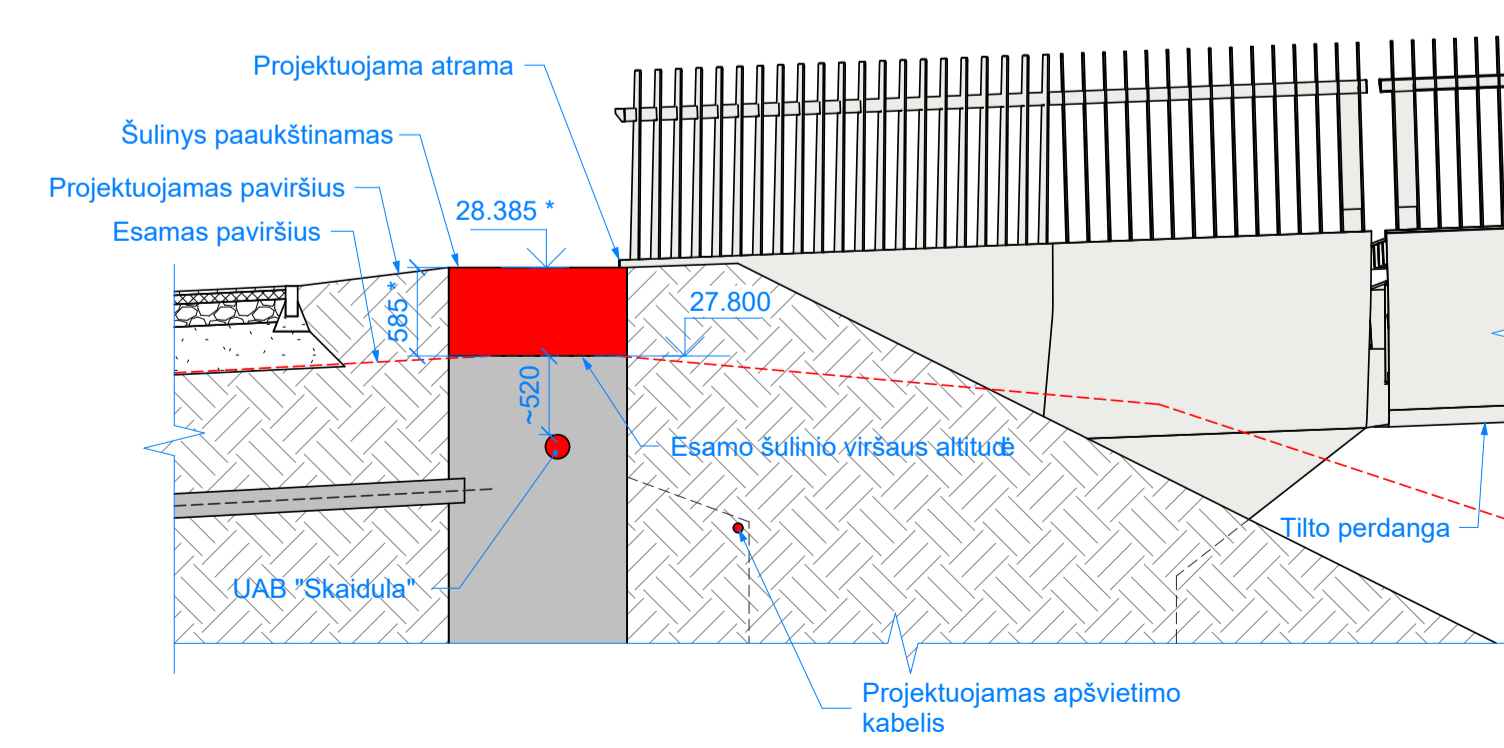 Projektuojama atrama
Šulinys paaukštinamas
Projektuojamas paviršius
Esamas paviršius
28.385 *
585 *
27.800
~520
Esamo šulinio viršaus altitudė
UAB "Skaidula"
Tilto perdanga
Projektuojamas apšvietimo
kabelis